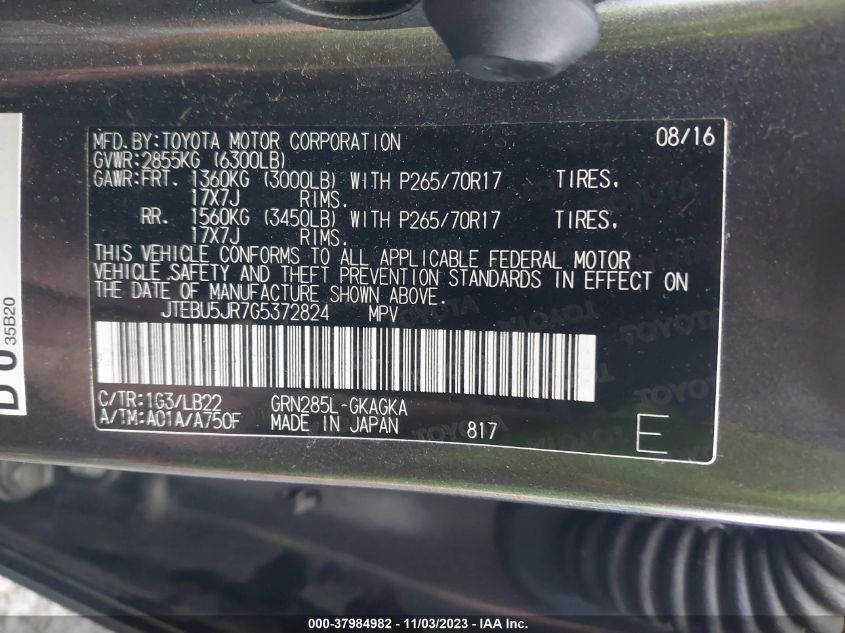 MFD.BY:TOYOTA MOTOR CORPORATION 08/16
GVWR:2855KG (6300LB)
GAWR:FRT. 1360KG (3000LB) WITH P265/70R17 TIRES.
17X7J RIMS.
RR. 1560KG (3450LB) WITH P265/70R17 TIRES.
17X7J RIMS.
THIS VEHICLE CONFORMS TO ALL APPLICABLE FEDERAL MOTOR
VEHICLE SAFETY AND THEFT PREVENTION STANDARDS IN EFFECT ON
THE DATE OF MANUFACTURE SHOWN ABOVE.
JTEBU5JR7G5372824 MPV
C/TR:1G3/LB22 GRN285L-GKAGKA
A/TM:A01A/A750F MADE IN JAPAN 817 E
35B20
000-37984982 - 11/03/2023 - IAA Inc.